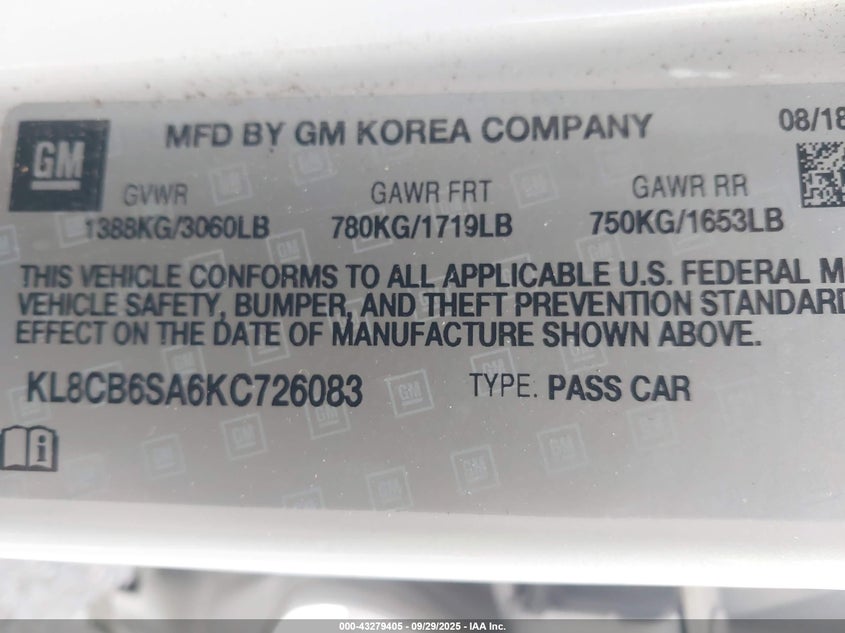 GM
MFD BY GM KOREA COMPANY
08/18
GVWR
GAWR FRT
GAWR RR
1388KG/3060LB
780KG/1719LB
750KG/1653LB
THIS VEHICLE CONFORMS TO ALL APPLICABLE U.S. FEDERAL M
VEHICLE SAFETY, BUMPER, AND THEFT PREVENTION STANDARD
EFFECT ON THE DATE OF MANUFACTURE SHOWN ABOVE.
KL8CB6SA6KC726083
TYPE: PASS CAR
000-43279405 - 09/29/2025 - IAA Inc.